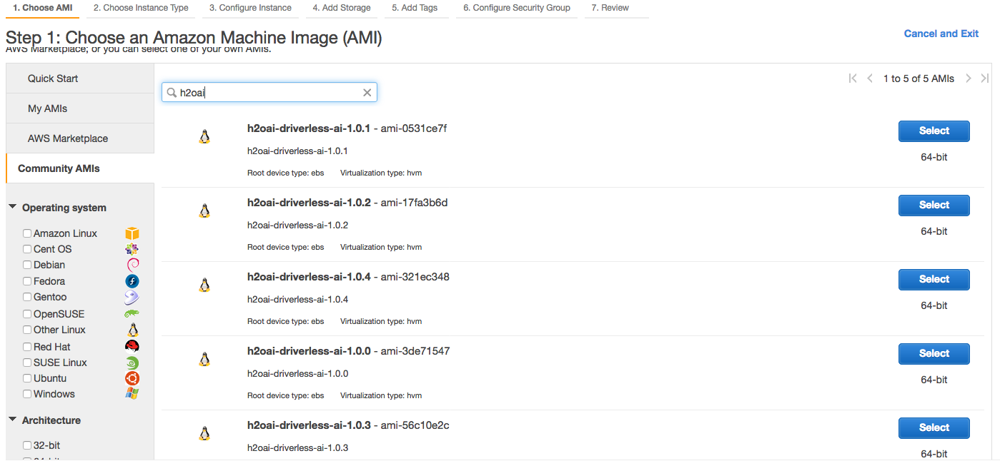 1. Choose AMI 2. Choose Instance Type 3. Configure Instance 4. Add Storage 5. Add Tags 6. Configure Security Group 7. Review
Step 1: Choose an Amazon Machine Image (AMI)
Cancel and Exit
AWS Marketplace; or you can select one of your own AMIs.
Quick Start
My AMIs
AWS Marketplace
Community AMIs
Operating system
Amazon Linux
Cent OS
Debian
Fedora
Gentoo
OpenSUSE
Other Linux
Red Hat
SUSE Linux
Ubuntu
Windows
Architecture
32-bit
h2oai
1 to 5 of 5 AMIs
h2oai-driverless-ai-1.0.1 - ami-0531ce7f
h2oai-driverless-ai-1.0.1
Root device type: ebs Virtualization type: hvm
Select
64-bit
h2oai-driverless-ai-1.0.2 - ami-17fa3b6d
h2oai-driverless-ai-1.0.2
Root device type: ebs Virtualization type: hvm
Select
64-bit
h2oai-driverless-ai-1.0.4 - ami-321ec348
h2oai-driverless-ai-1.0.4
Root device type: ebs Virtualization type: hvm
Select
64-bit
h2oai-driverless-ai-1.0.0 - ami-3de71547
h2oai-driverless-ai-1.0.0
Root device type: ebs Virtualization type: hvm
Select
64-bit
h2oai-driverless-ai-1.0.3 - ami-56c10e2c
h2oai-driverless-ai-1.0.3
Select
64-bit